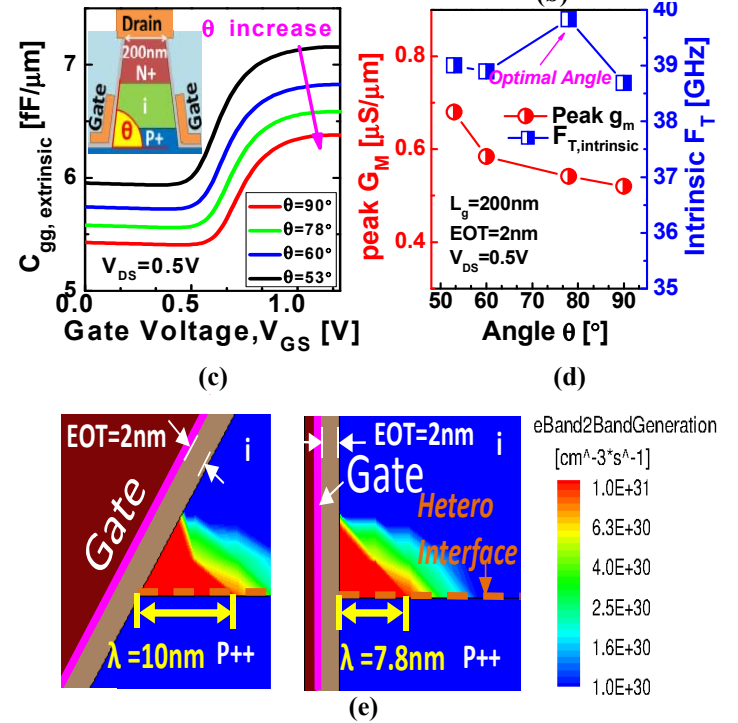 (b)
C_gg, extrinsic [fF/μm]
7
6
5
Drain
200nm
N+
i
P+
Gate
Gate
θ
θ increase
θ=90°
θ=78°
θ=60°
θ=53°
V_DS=0.5V
0.0 0.5 1.0
Gate Voltage,V_GS [V]
(c)
peak G_M [μS/μm]
0.8
0.6
0.4
Optimal Angle
Peak g_m
F_T,intrinsic
L_g=200nm
EOT=2nm
V_DS=0.5V
50 60 70 80 90
Angle θ [°]
40
39
38
37
36
35
Intrinsic F_T [GHz]
(d)
EOT=2nm
i
Gate
λ =10nm P++
EOT=2nm i
Gate
Hetero
Interface
λ =7.8nm P++
eBand2BandGeneration
[cm^-3*s^-1]
1.0E+31
6.3E+30
4.0E+30
2.5E+30
1.6E+30
1.0E+30
(e)